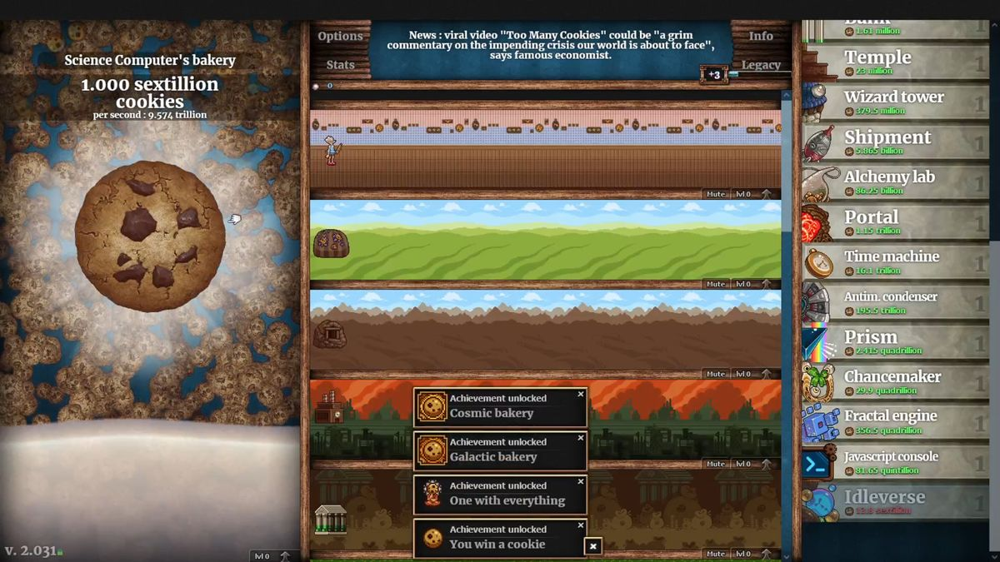 Science Computer's bakery
1.000 sextillion
cookies
per second : 9.574 trillion
v. 2.031
lvl 0
Options
Stats
News : viral video "Too Many Cookies" could be "a grim
commentary on the impending crisis our world is about to face",
says famous economist.
Info
Legacy
+3
0
Mute lvl 0
Mute lvl 0
Mute lvl 0
Mute lvl 0
Mute lvl 0
Achievement unlocked
Cosmic bakery
Achievement unlocked
Galactic bakery
Achievement unlocked
One with everything
Achievement unlocked
You win a cookie
Bank 1
1.61 million
Temple 1
23 million
Wizard tower 1
379.5 million
Shipment 1
5.865 billion
Alchemy lab 1
86.25 billion
Portal 1
1.15 trillion
Time machine 1
16.1 trillion
Antim. condenser 1
195.5 trillion
Prism 1
2.415 quadrillion
Chancemaker 1
29.9 quadrillion
Fractal engine 1
356.5 quadrillion
Javascript console 1
81.65 quintillion
Idleverse 1
sextillion